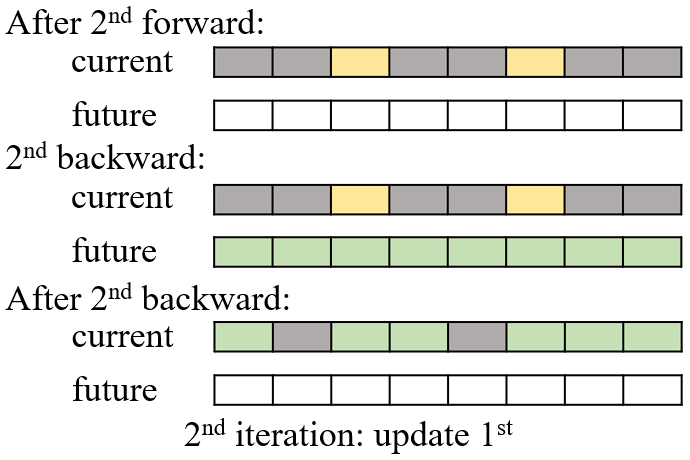 After 2nd forward:
current
future
2nd backward:
current
future
After 2nd backward:
current
future
2nd iteration: update 1st